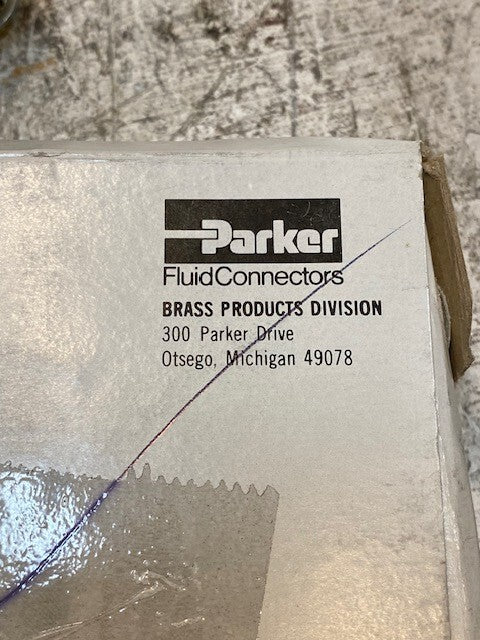 Parker
FluidConnectors
BRASS PRODUCTS DIVISION
300 Parker Drive
Otsego, Michigan 49078